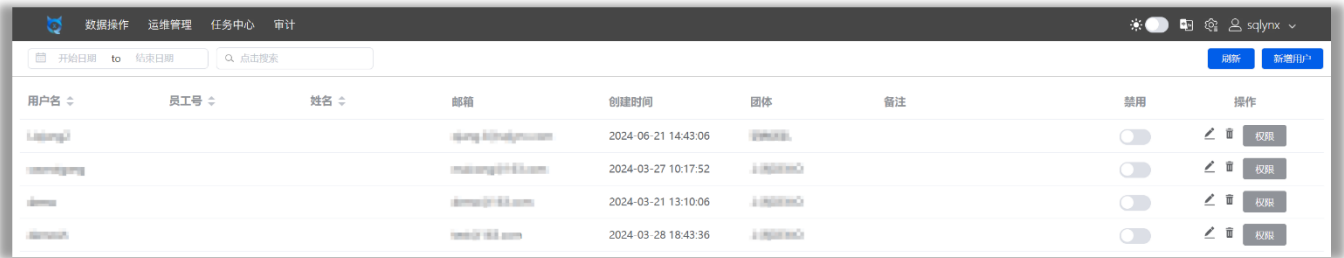 数据操作 运维管理 任务中心 审计 sqlynx
开始日期 to 结束日期 点击搜索 刷新 新增用户
用户名 员工号 姓名 邮箱 创建时间 团体 备注 禁用 操作
2024-06-21 14:43:06 权限
2024-03-27 10:17:52 权限
2024-03-21 13:10:06 权限
2024-03-28 18:43:36 权限